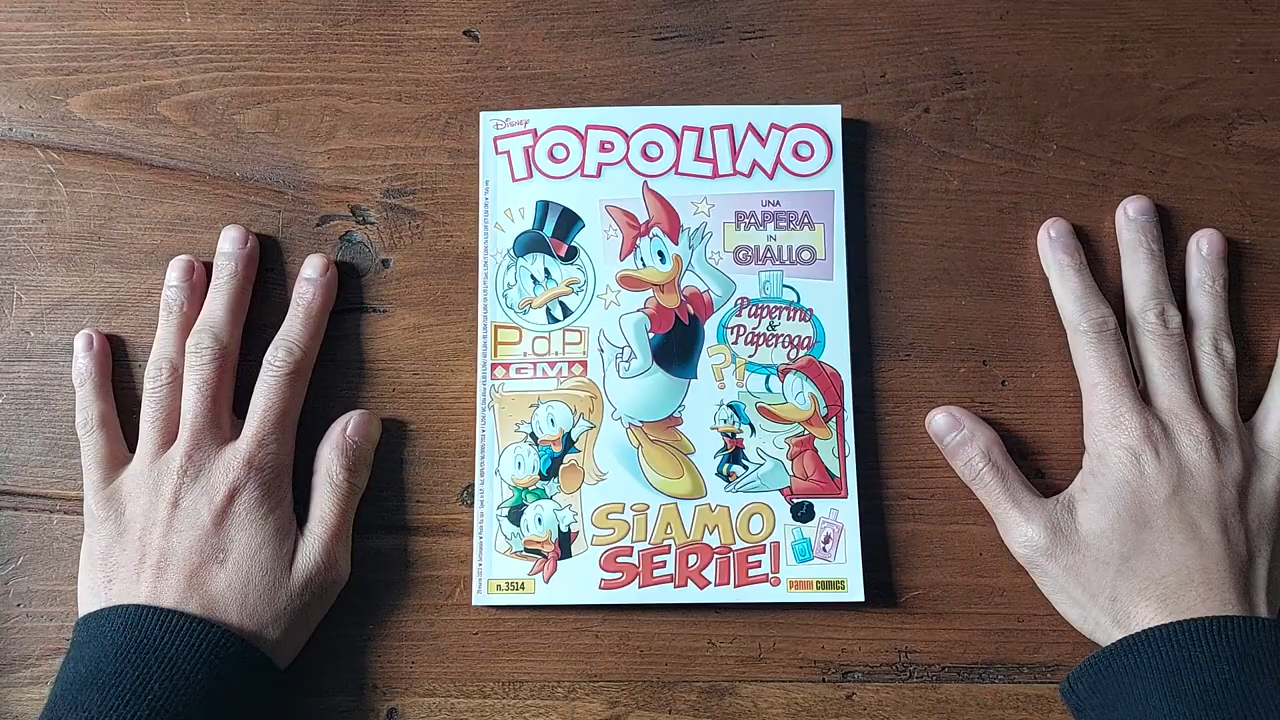 DISNEY
TOPOLINO
UNA
PAPERA
IN
GIALLO
Paperino
&
Paperoga
?!
P.d.P.
GM
SiAMO
SERiE!
n.3514
PANINI COMICS